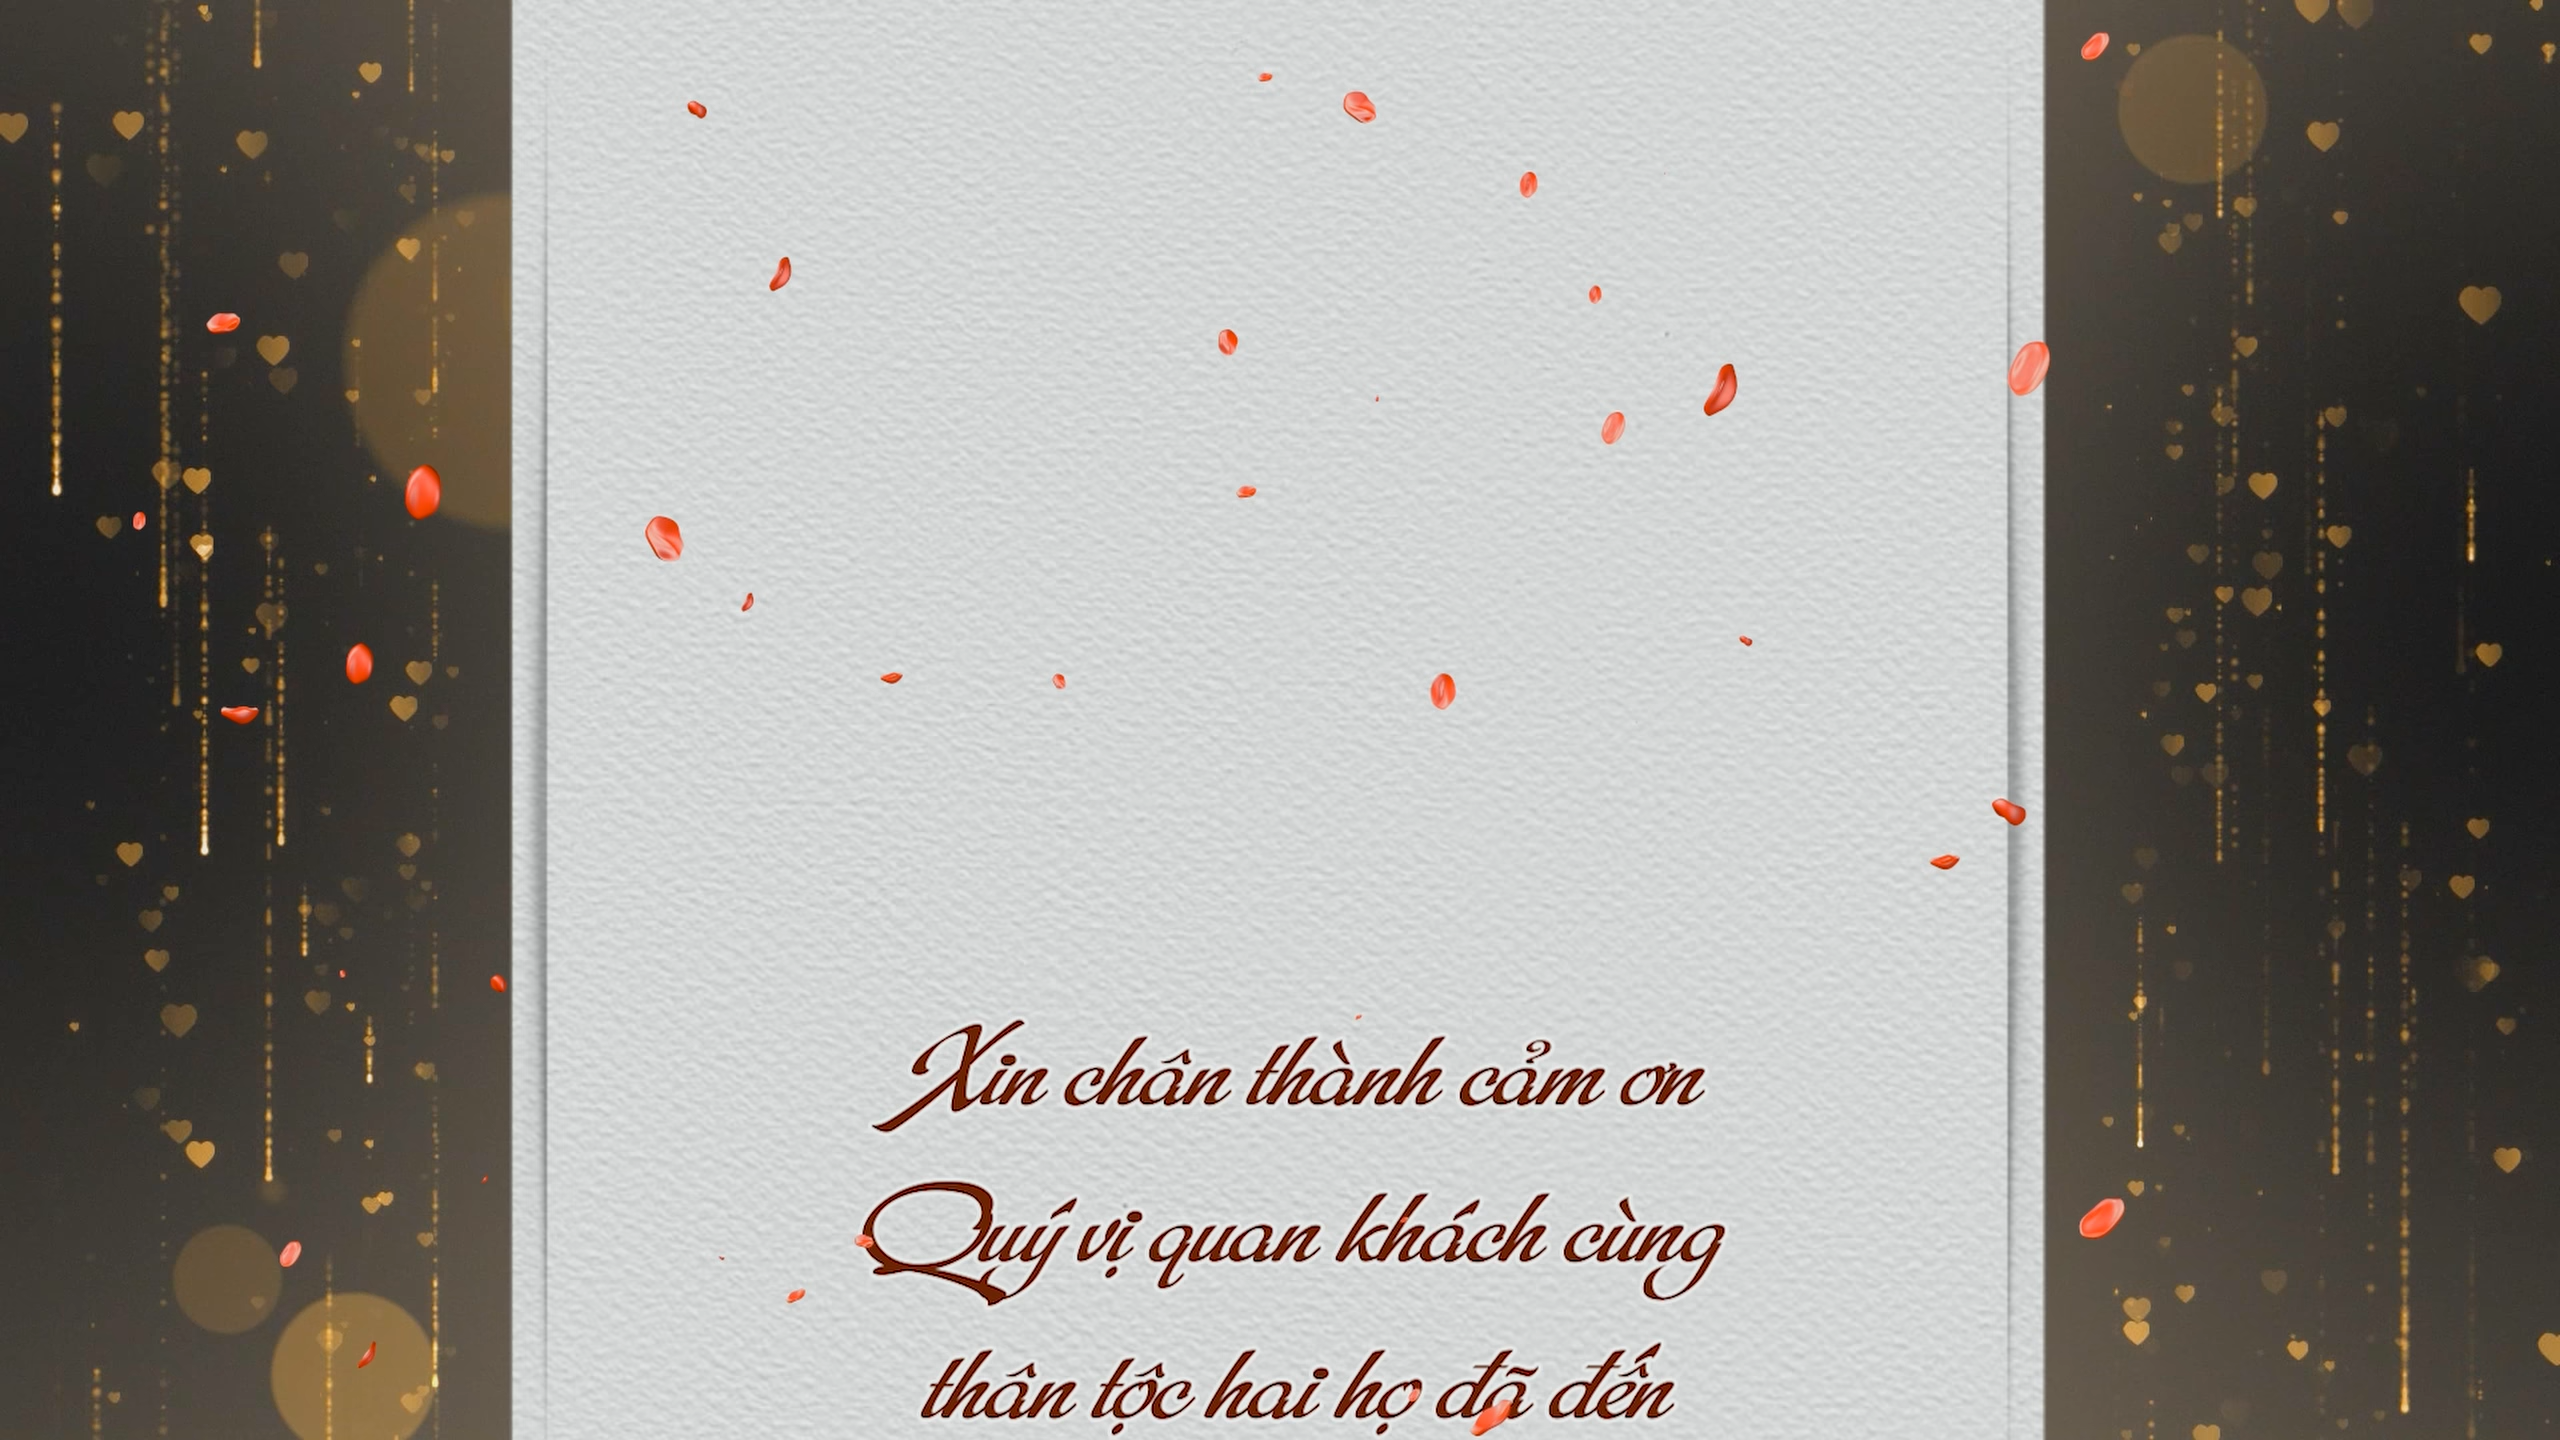 Xin chân thành cảm ơn
Quý vị quan khách cùng
thân tộc hai họ đã đến